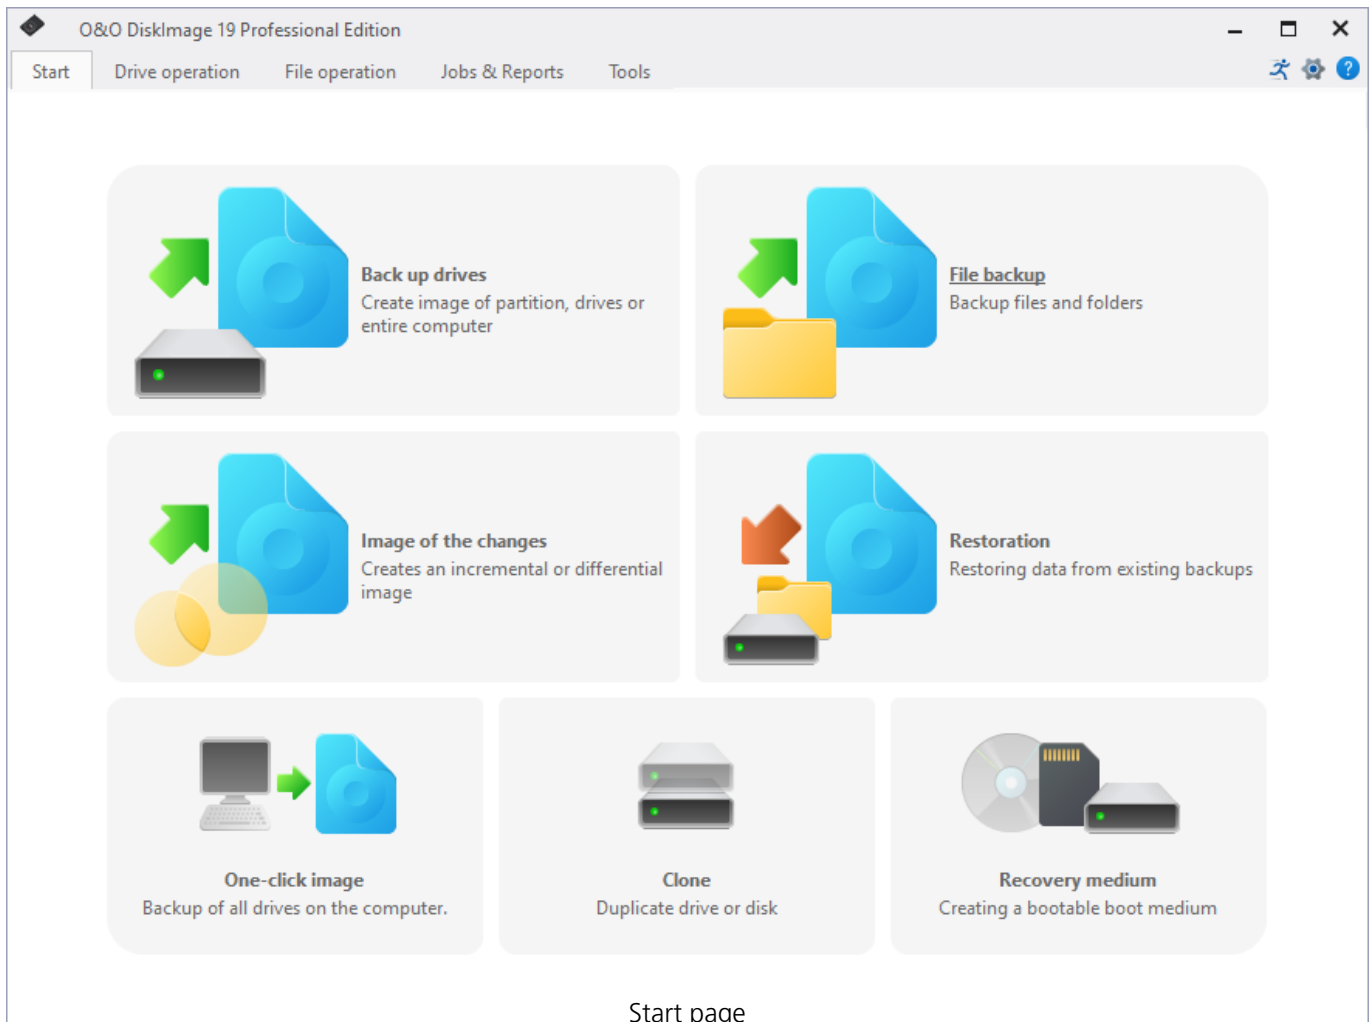 O&O DiskImage 19 Professional Edition
Start Drive operation File operation Jobs & Reports Tools
?
Back up drives
Create image of partition, drives or
entire computer
File backup
Backup files and folders
Image of the changes
Creates an incremental or differential
image
Restoration
Restoring data from existing backups
One-click image
Backup of all drives on the computer.
Clone
Duplicate drive or disk
Recovery medium
Creating a bootable boot medium
Start page